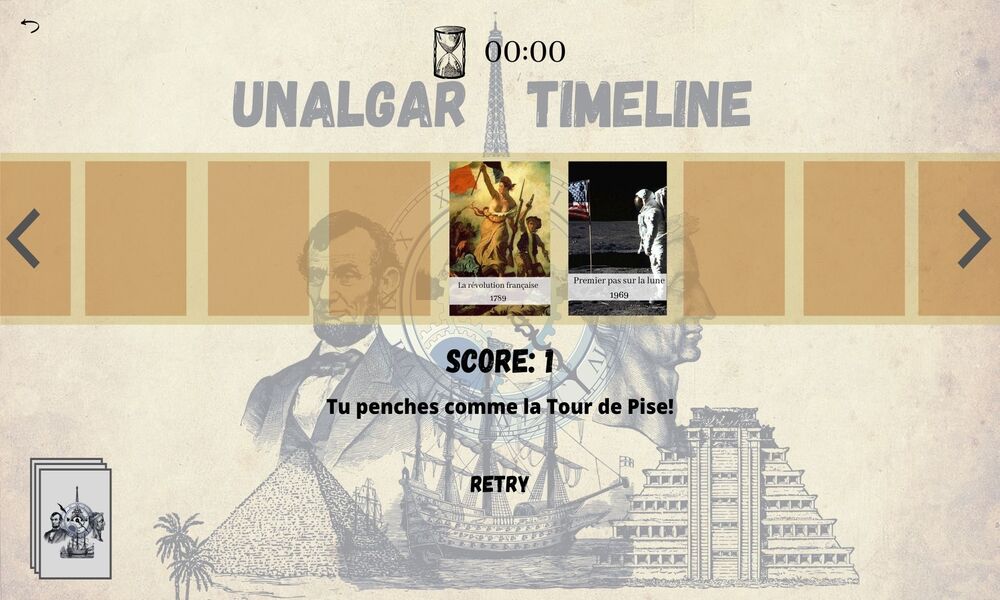 00:00
UNALGAR TIMELINE
La révolution française
1789
Premier pas sur la lune
1969
SCORE: 1
Tu penches comme la Tour de Pise!
RETRY